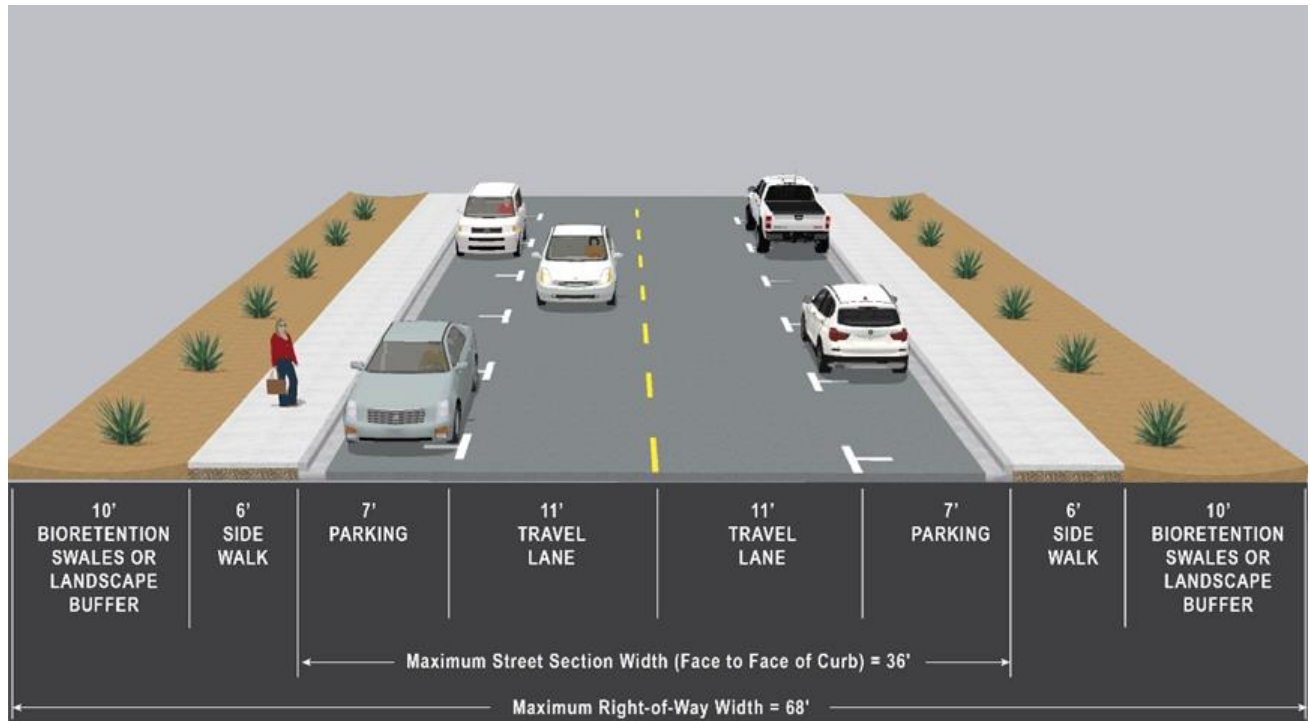 10'
BIORETENTION
SWALES OR
LANDSCAPE
BUFFER
6'
SIDE
WALK
7'
PARKING
11'
TRAVEL
LANE
11'
TRAVEL
LANE
7'
PARKING
6'
SIDE
WALK
10'
BIORETENTION
SWALES OR
LANDSCAPE
BUFFER
Maximum Street Section Width (Face to Face of Curb) = 36'
Maximum Right-of-Way Width = 68'